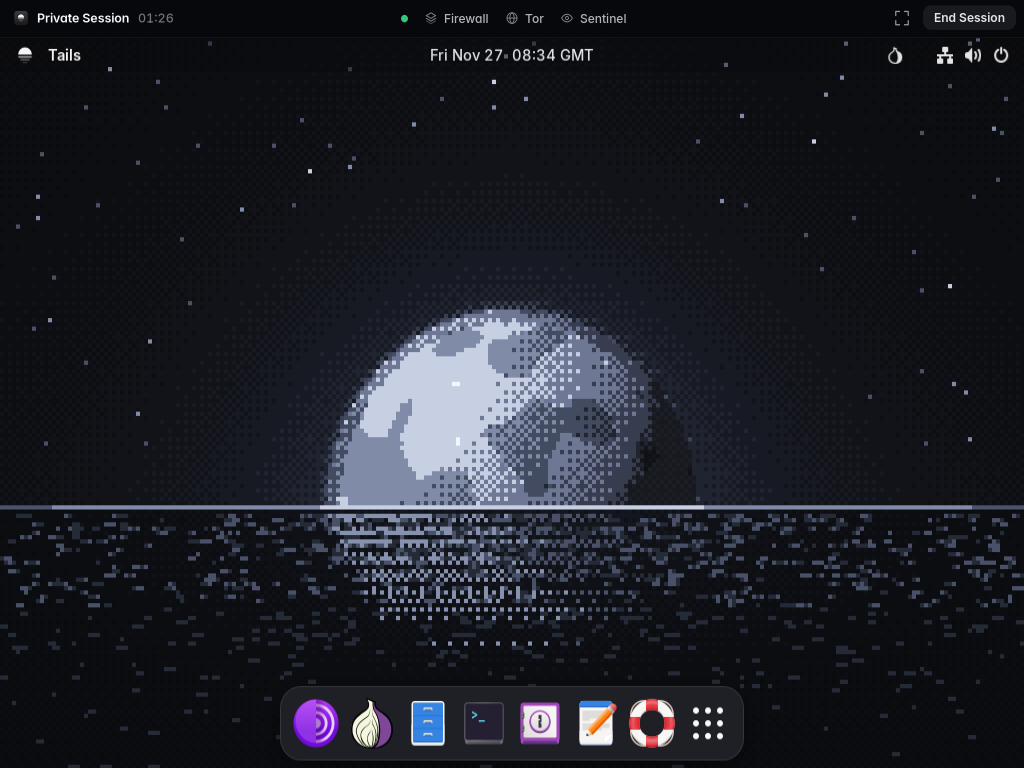 Private Session 01:26 Firewall Tor Sentinel End Session
Tails Fri Nov 27 08:34 GMT
>_